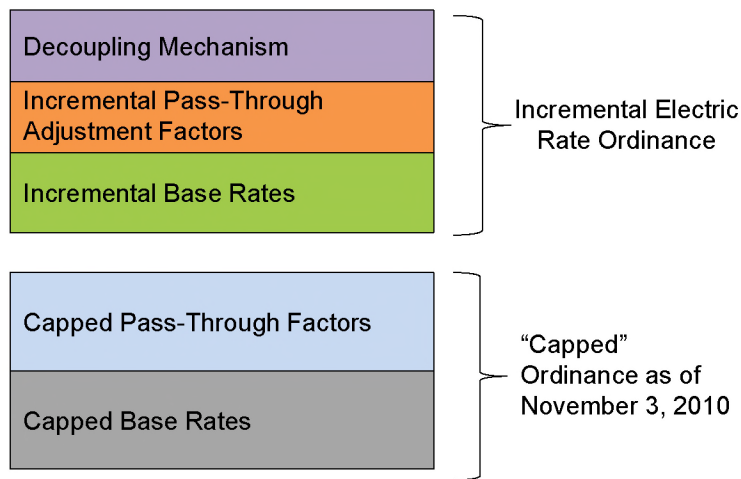 Decoupling Mechanism
Incremental Pass-Through
Adjustment Factors
Incremental Base Rates
Incremental Electric
Rate Ordinance
Capped Pass-Through Factors
Capped Base Rates
“Capped”
Ordinance as of
November 3, 2010